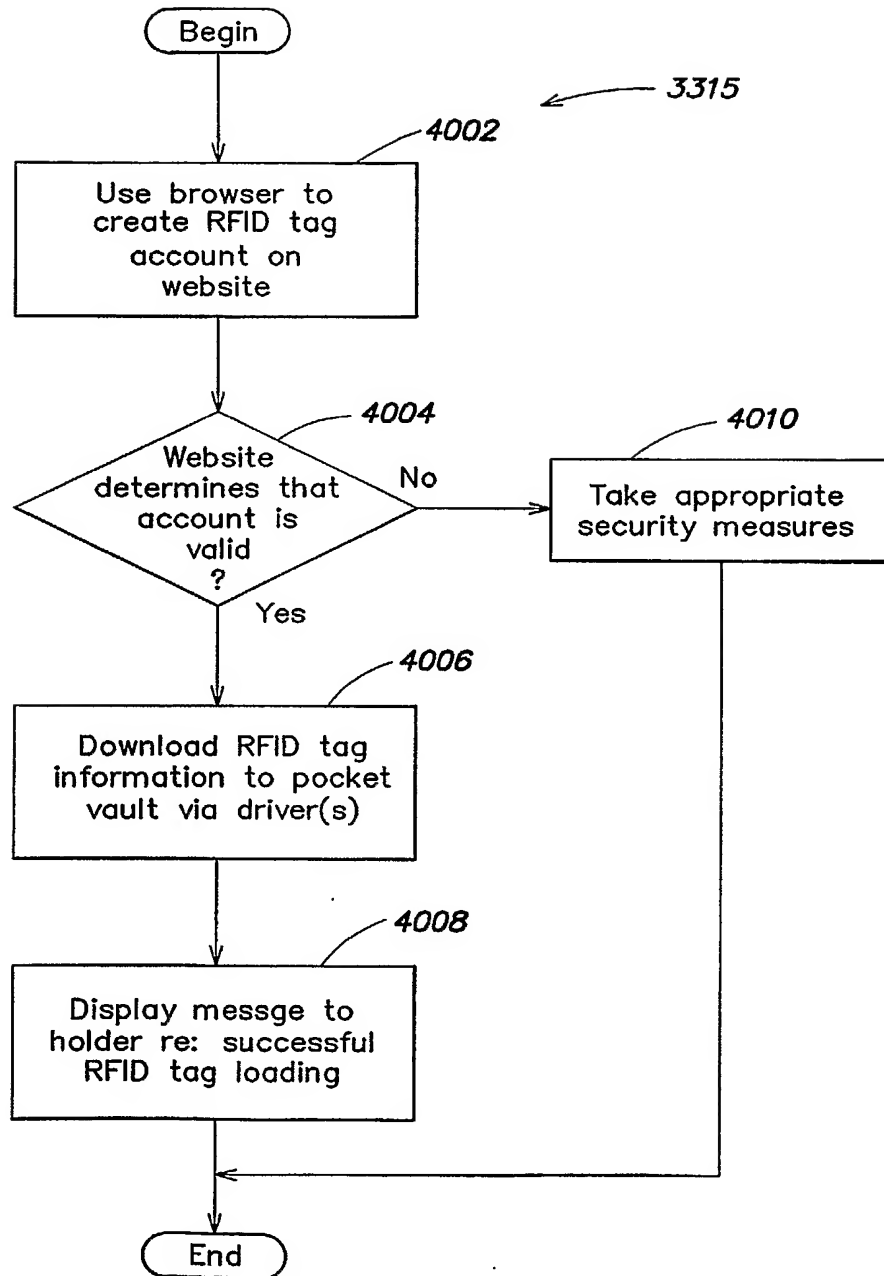 Begin
3315
4002
Use browser to
create RFID tag
account on
website
4004
Website
determines that
account is
valid
?
No
Yes
4010
Take appropriate
security measures
4006
Download RFID tag
information to pocket
vault via driver(s)
4008
Display messge to
holder re: successful
RFID tag loading
End